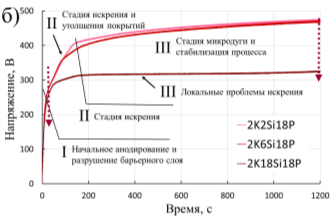 б)
500
400
300
200
100
0
Напряжение, В
II
Стадия искрения и
утолщения покрытий
III
Стадия микродуги и
стабилизация процесса
III
Локальные проблемы искрения
II
Стадия искрения
I
Начальное анодирование и
разрушение барьерного слоя
2K2Si18P
2K6Si18P
2K18Si18P
0
200
400
600
800
1000
1200
Время, с